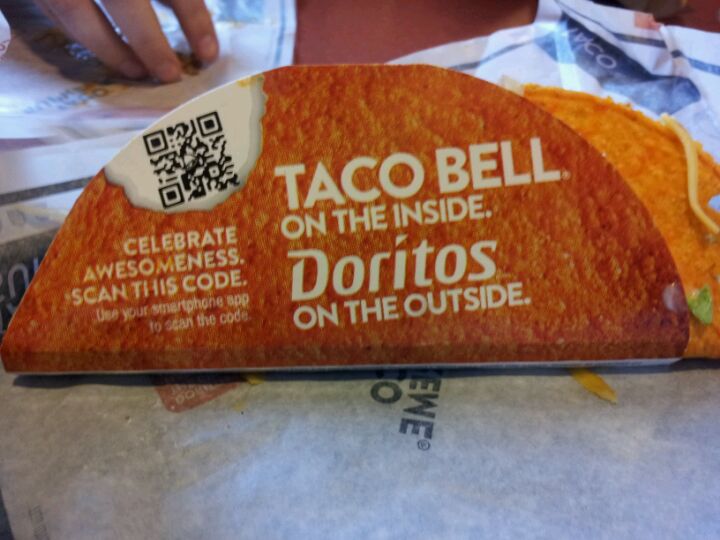 TACO BELL®
ON THE INSIDE.
Doritos
ON THE OUTSIDE.
CELEBRATE
AWESOMENESS.
SCAN THIS CODE.
Use your smartphone app
to scan the code.
TACO